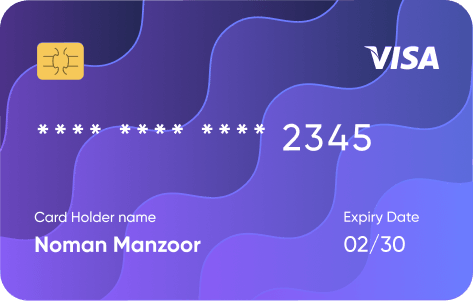 VISA
**** **** **** 2345
Card Holder name
Expiry Date
Noman Manzoor
02/30